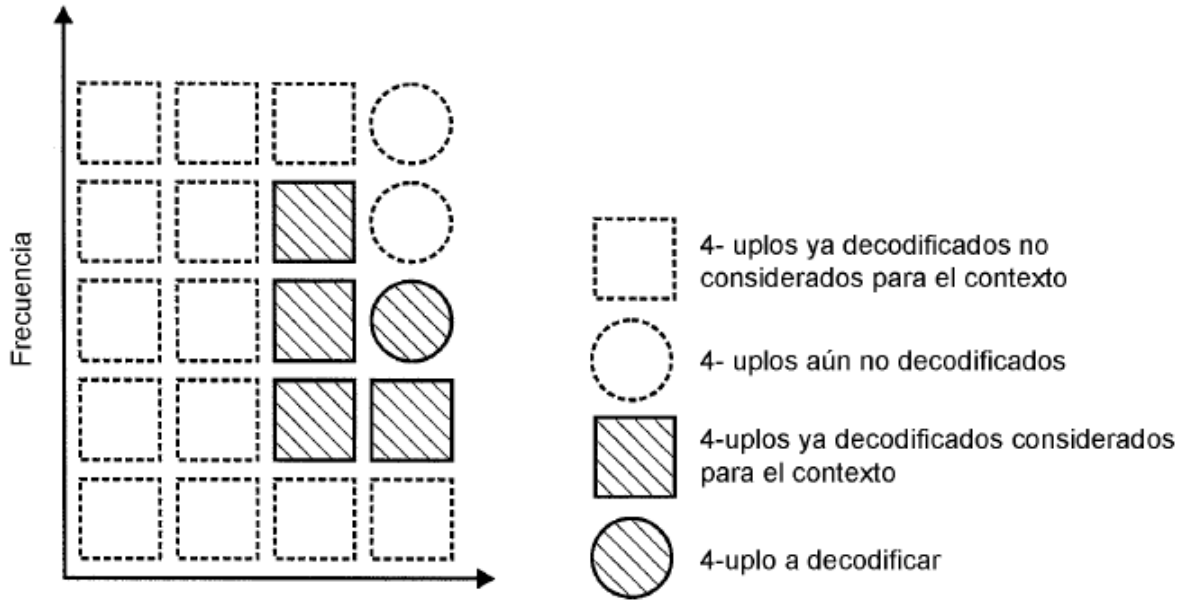 Frecuencia
4- uplos ya decodificados no
considerados para el contexto
4- uplos aún no decodificados
4-uplos ya decodificados considerados
para el contexto
4-uplo a decodificar